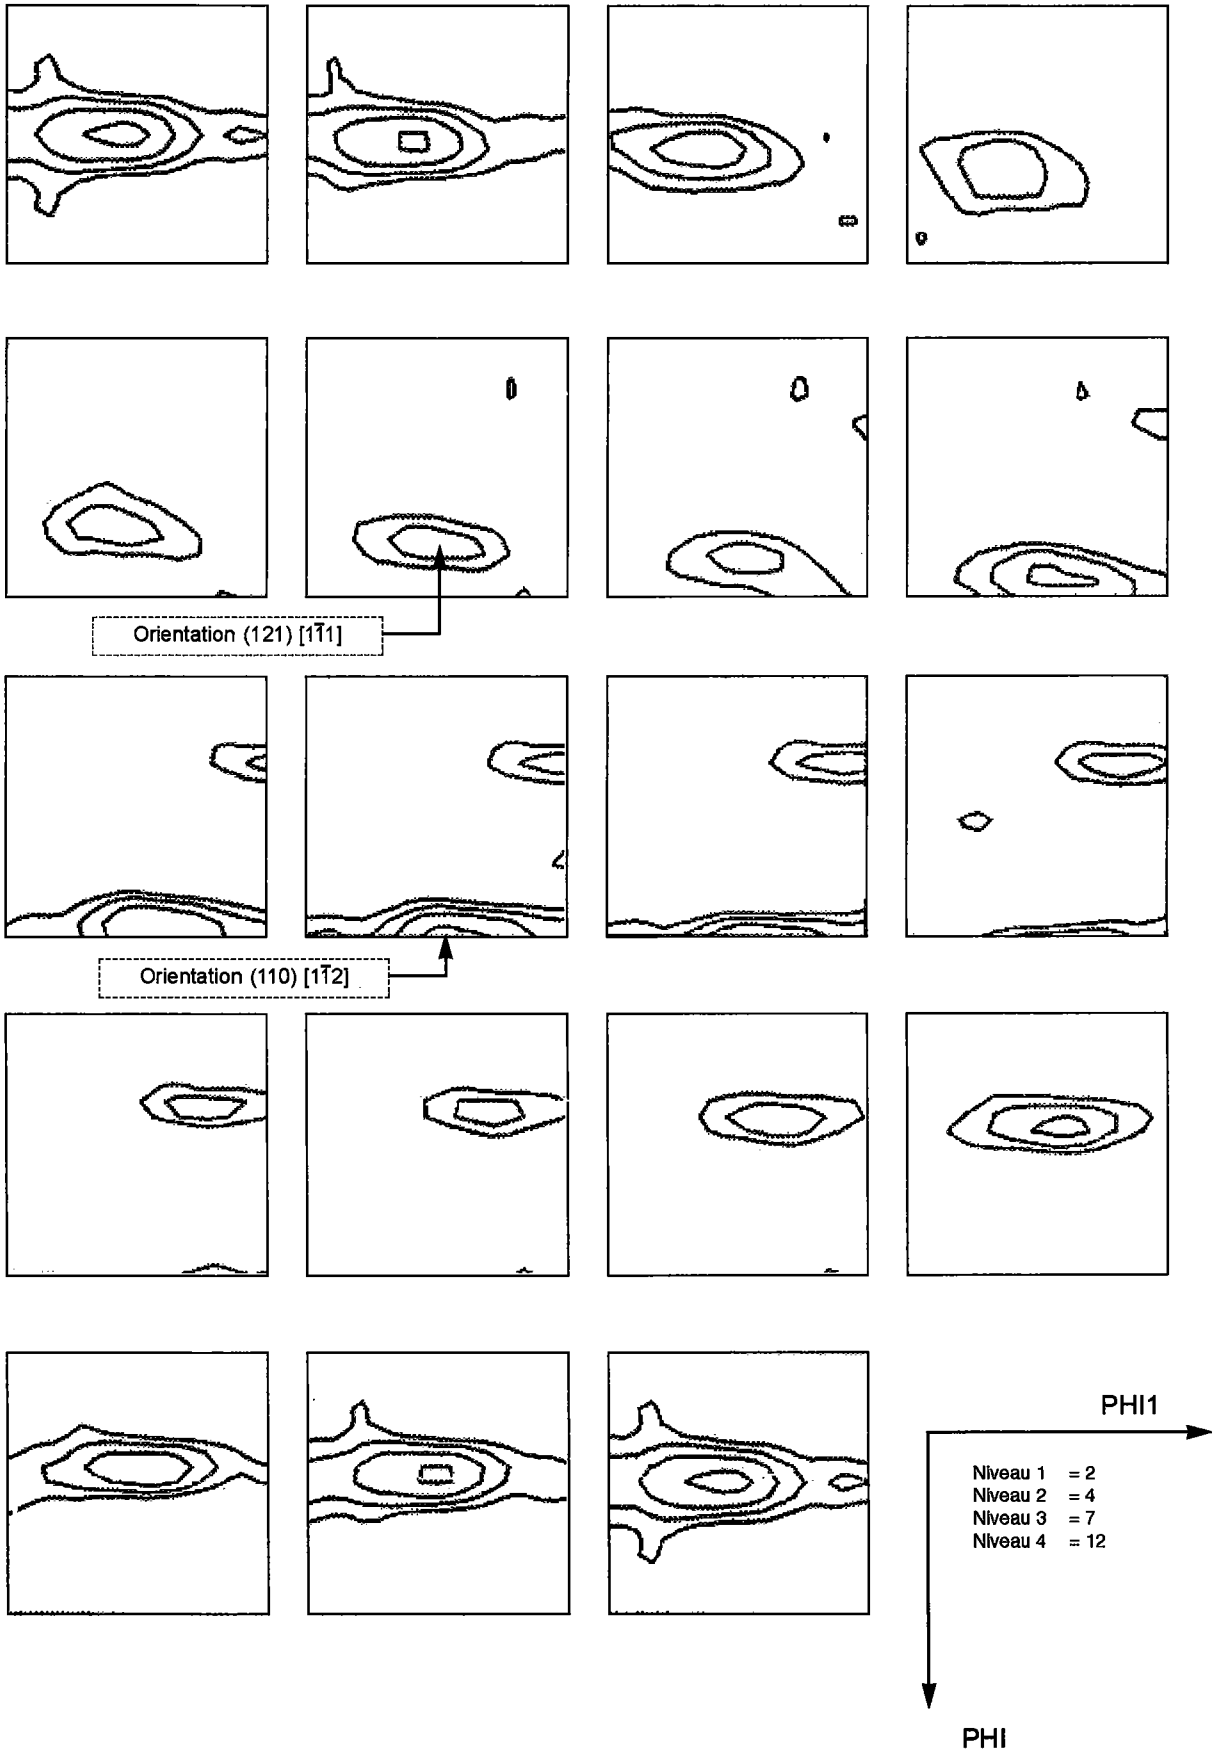 Orientation (121) [11̅1]
Orientation (110) [11̅2]
PHI1
Niveau 1 = 2
Niveau 2 = 4
Niveau 3 = 7
Niveau 4 = 12
PHI